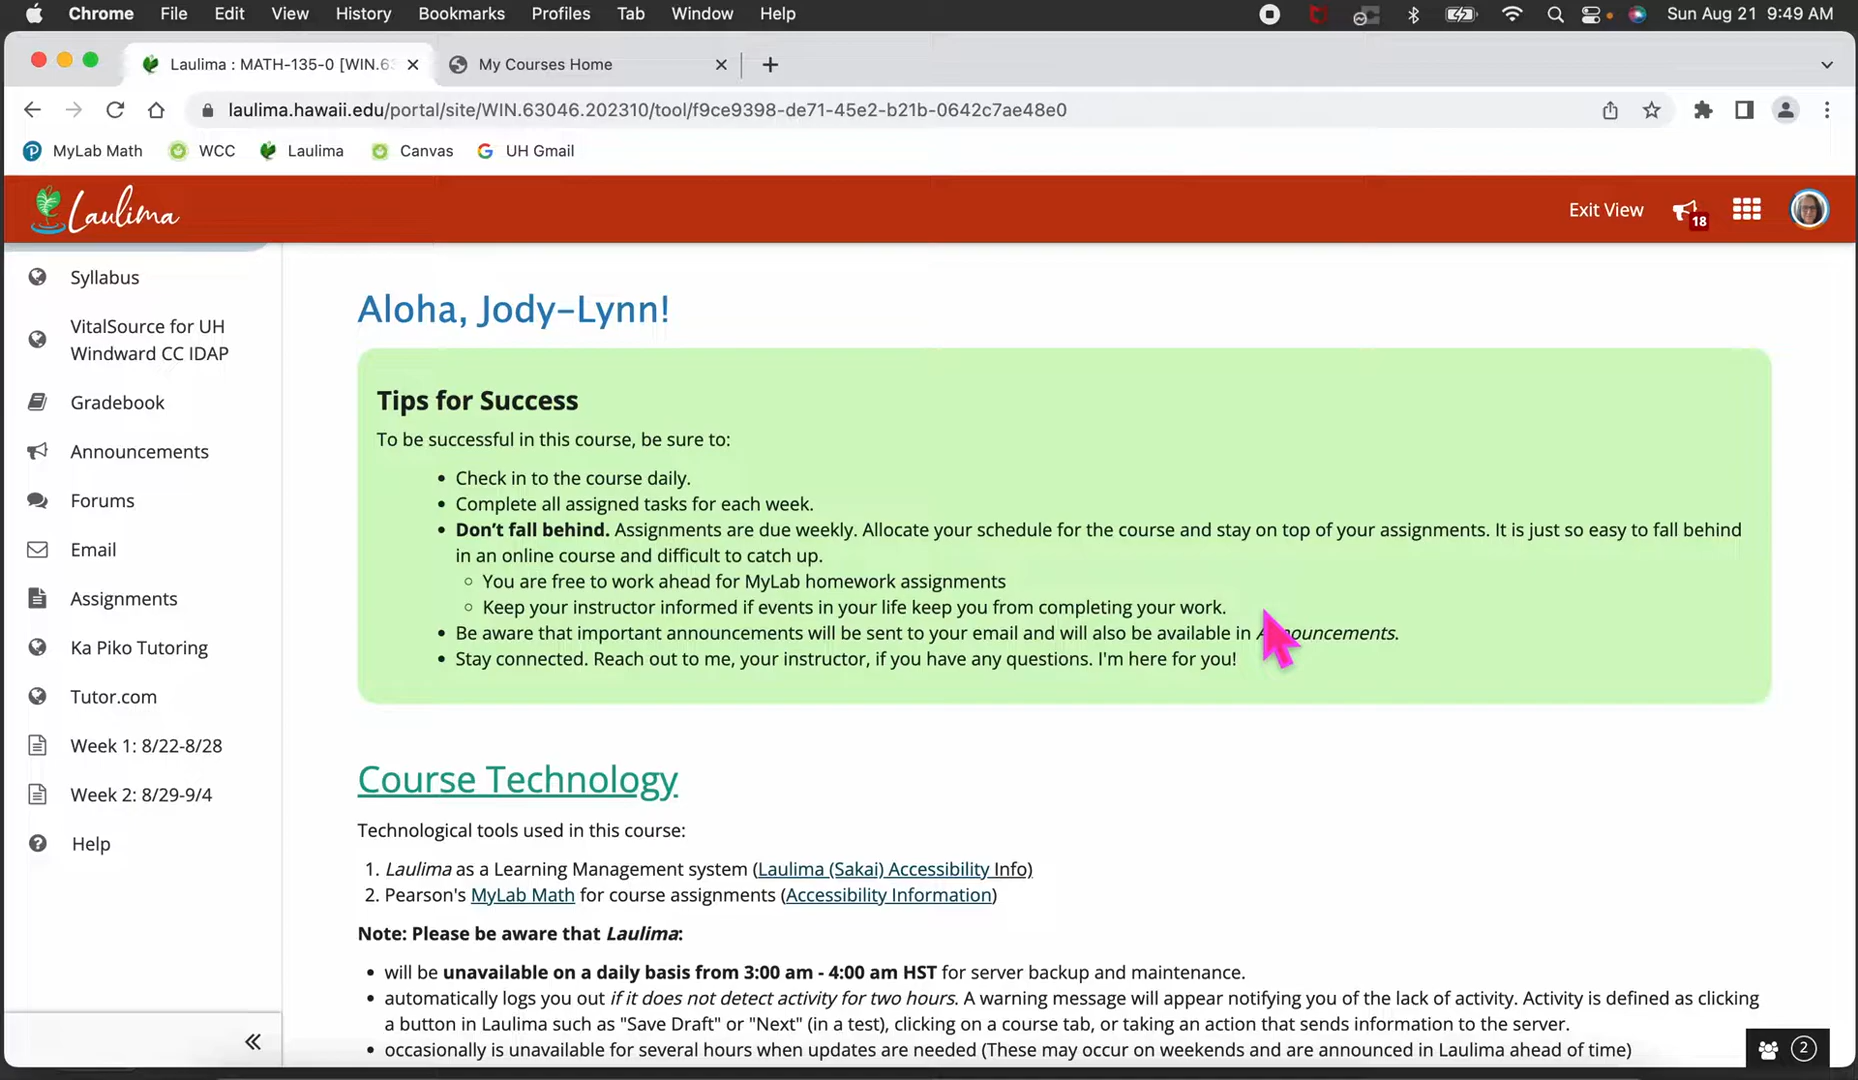 Chrome File Edit View History Bookmarks Profiles Tab Window Help Sun Aug 21 9:49 AM
Laulima : MATH-135-0 [WIN.63 My Courses Home
laulima.hawaii.edu/portal/site/WIN.63046.202310/tool/f9ce9398-de71-45e2-b21b-0642c7ae48e0
MyLab Math WCC Laulima Canvas UH Gmail
Laulima Exit View 18
Syllabus
VitalSource for UH
Windward CC IDAP
Gradebook
Announcements
Forums
Email
Assignments
Ka Piko Tutoring
Tutor.com
Week 1: 8/22-8/28
Week 2: 8/29-9/4
Help
Aloha, Jody-Lynn!
Tips for Success
To be successful in this course, be sure to:
• Check in to the course daily.
• Complete all assigned tasks for each week.
• Don’t fall behind. Assignments are due weekly. Allocate your schedule for the course and stay on top of your assignments. It is just so easy to fall behind
in an online course and difficult to catch up.
○ You are free to work ahead for MyLab homework assignments
○ Keep your instructor informed if events in your life keep you from completing your work.
• Be aware that important announcements will be sent to your email and will also be available in Announcements.
• Stay connected. Reach out to me, your instructor, if you have any questions. I'm here for you!
Course Technology
Technological tools used in this course:
1. Laulima as a Learning Management system (Laulima (Sakai) Accessibility Info)
2. Pearson's MyLab Math for course assignments (Accessibility Information)
Note: Please be aware that Laulima:
• will be unavailable on a daily basis from 3:00 am - 4:00 am HST for server backup and maintenance.
• automatically logs you out if it does not detect activity for two hours. A warning message will appear notifying you of the lack of activity. Activity is defined as clicking
a button in Laulima such as "Save Draft" or "Next" (in a test), clicking on a course tab, or taking an action that sends information to the server.
• occasionally is unavailable for several hours when updates are needed (These may occur on weekends and are announced in Laulima ahead of time)
2